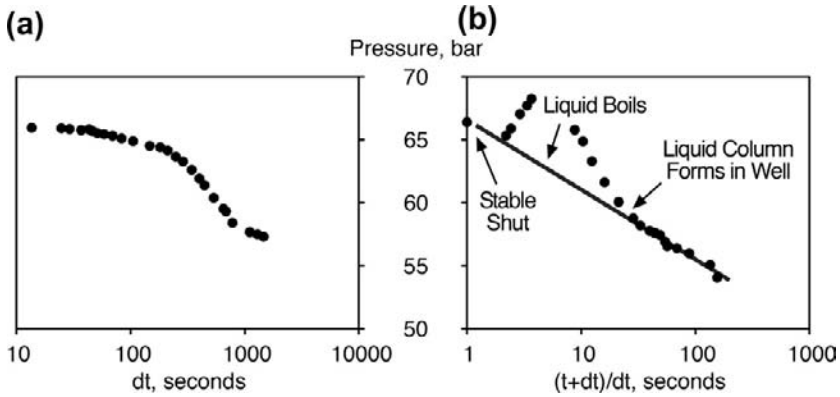 (a)
(b)
Pressure, bar
70
65
60
55
50
Liquid Boils
Liquid Column
Forms in Well
Stable
Shut
10
100
1000
10000
dt, seconds
1
10
100
1000
(t+dt)/dt, seconds